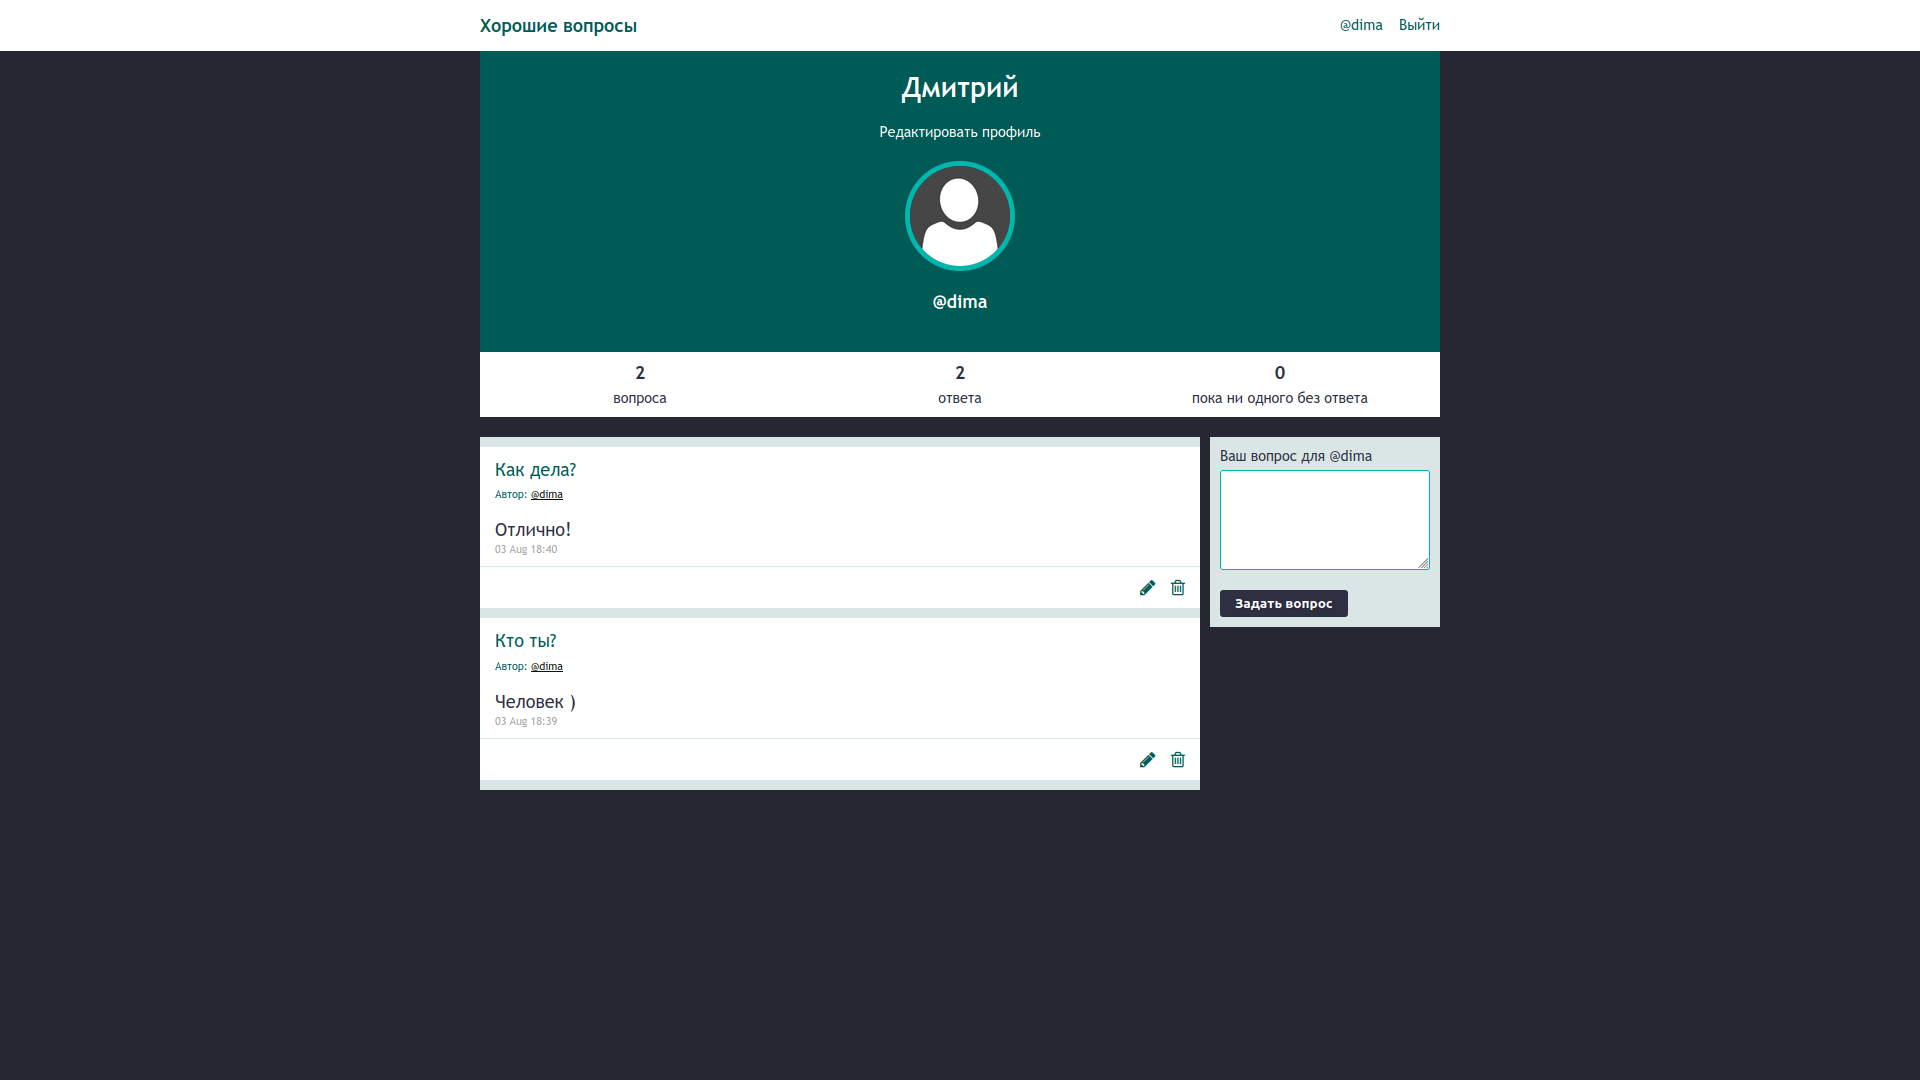 Хорошие вопросы
@dima Выйти
Дмитрий
Редактировать профиль
@dima
2 2 0
вопроса ответа пока ни одного без ответа
Как дела?
Автор: @dima
Отлично!
03 Aug 18:40
Кто ты?
Автор: @dima
Человек )
03 Aug 18:39
Ваш вопрос для @dima
Задать вопрос